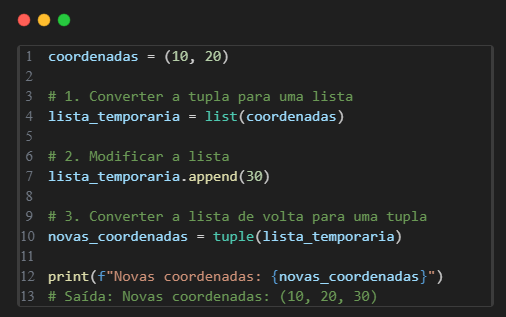 1 coordenadas = (10, 20)
2
3 # 1. Converter a tupla para uma lista
4 lista_temporaria = list(coordenadas)
5
6 # 2. Modificar a lista
7 lista_temporaria.append(30)
8
9 # 3. Converter a lista de volta para uma tupla
10 novas_coordenadas = tuple(lista_temporaria)
11
12 print(f"Novas coordenadas: {novas_coordenadas}")
13 # Saída: Novas coordenadas: (10, 20, 30)